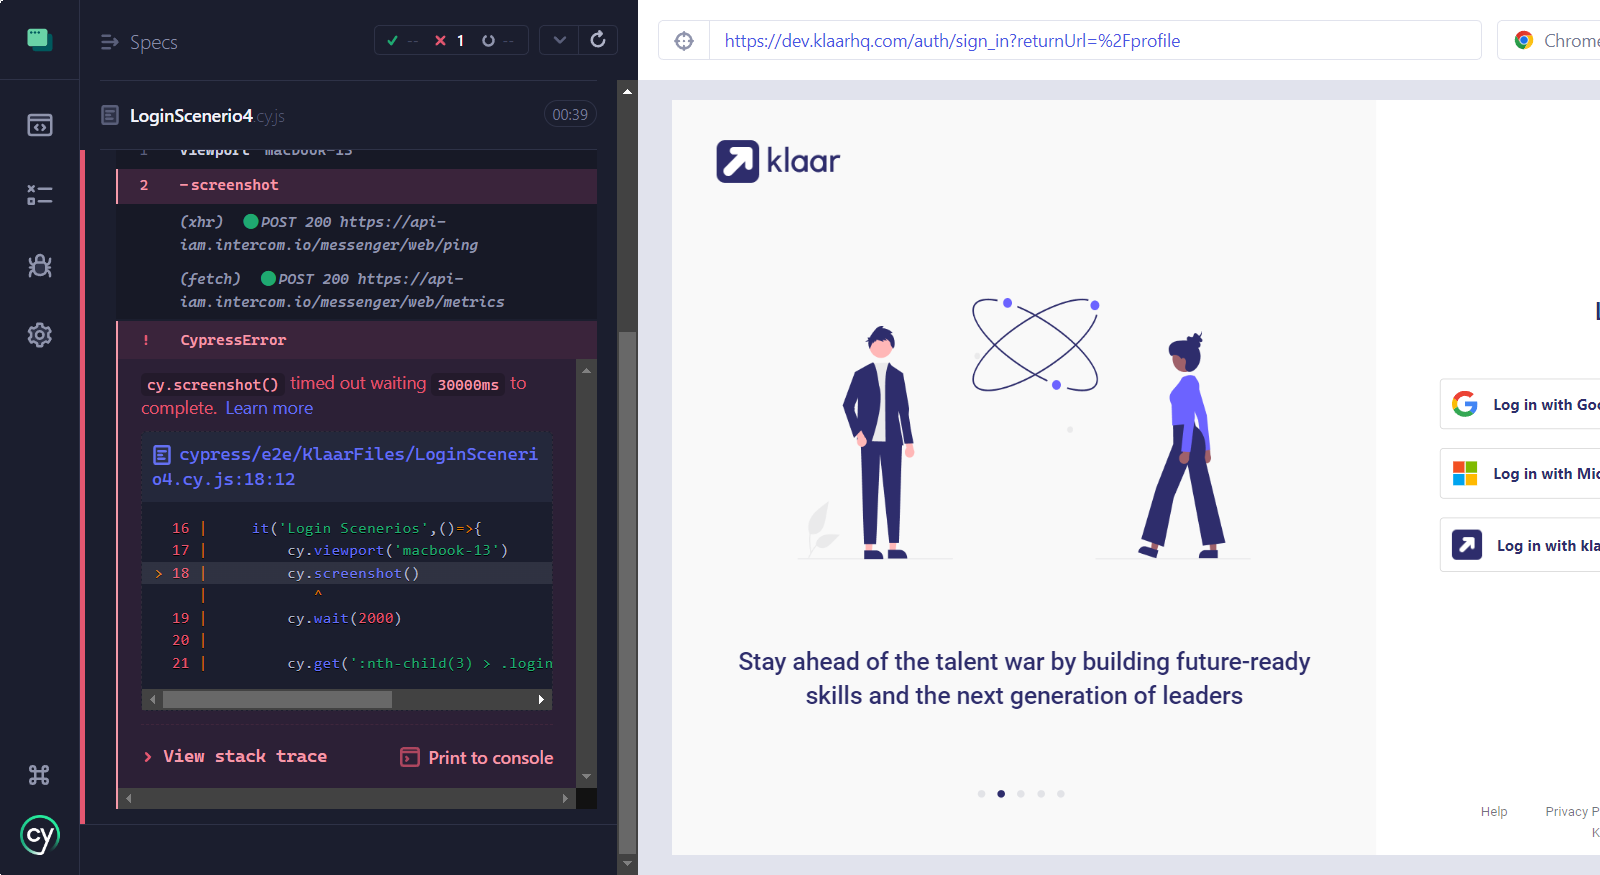 Specs
-- 1 --
https://dev.klaarhq.com/auth/sign_in?returnUrl=%2Fprofile
Chrome
LoginScenerio4.cy.js
00:39
1 viewport macbook-13
2 -screenshot
(xhr) POST 200 https://api-
iam.intercom.io/messenger/web/ping
(fetch) POST 200 https://api-
iam.intercom.io/messenger/web/metrics
! CypressError
cy.screenshot() timed out waiting 30000ms to
complete. Learn more
cypress/e2e/KlaarFiles/LoginSceneri
o4.cy.js:18:12
16 | it('Login Scenerios',()=>{
17 | cy.viewport('macbook-13')
> 18 | cy.screenshot()
| ^
19 | cy.wait(2000)
20 |
21 | cy.get(':nth-child(3) > .login
> View stack trace
Print to console
cy
klaar
Stay ahead of the talent war by building future-ready
skills and the next generation of leaders
L
Log in with Goo
Log in with Mic
Log in with kla
Help
Privacy P
K